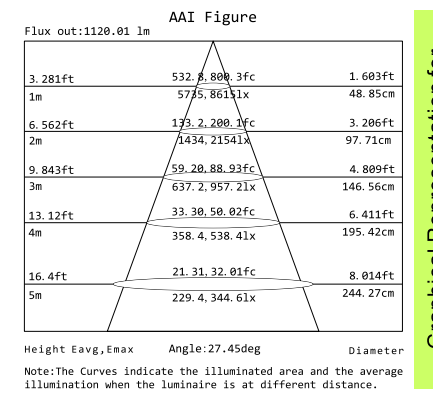 AAI Figure
Flux out:1120.01 lm
3.281ft 532.8,800.3fc 1.603ft
1m 5735,8615lx 48.85cm
6.562ft 133.2,200.1fc 3.206ft
2m 1434,2154lx 97.71cm
9.843ft 59.20,88.93fc 4.809ft
3m 637.2,957.2lx 146.56cm
13.12ft 33.30,50.02fc 6.411ft
4m 358.4,538.4lx 195.42cm
16.4ft 21.31,32.01fc 8.014ft
5m 229.4,344.6lx 244.27cm
Height Eavg,Emax Angle:27.45deg Diameter
Note:The Curves indicate the illuminated area and the average
illumination when the luminaire is at different distance.